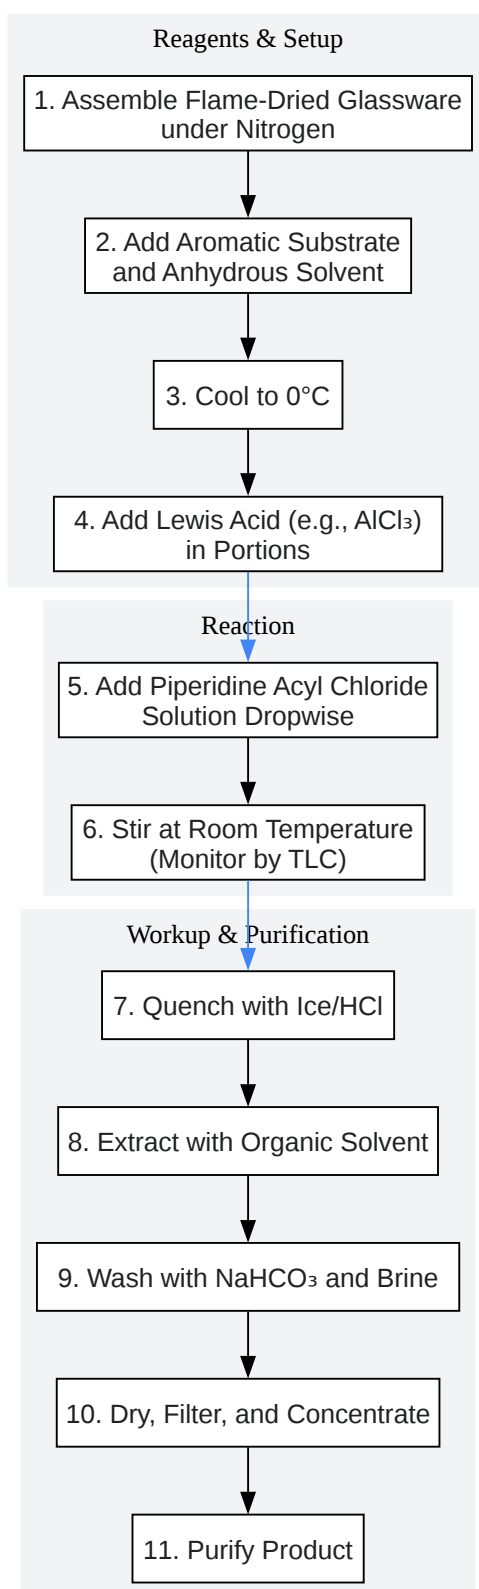 Reagents & Setup
1. Assemble Flame-Dried Glassware
under Nitrogen
2. Add Aromatic Substrate
and Anhydrous Solvent
3. Cool to 0°C
4. Add Lewis Acid (e.g., AlCl₃)
in Portions
Reaction
5. Add Piperidine Acyl Chloride
Solution Dropwise
6. Stir at Room Temperature
(Monitor by TLC)
Workup & Purification
7. Quench with Ice/HCl
8. Extract with Organic Solvent
9. Wash with NaHCO₃ and Brine
10. Dry, Filter, and Concentrate
11. Purify Product